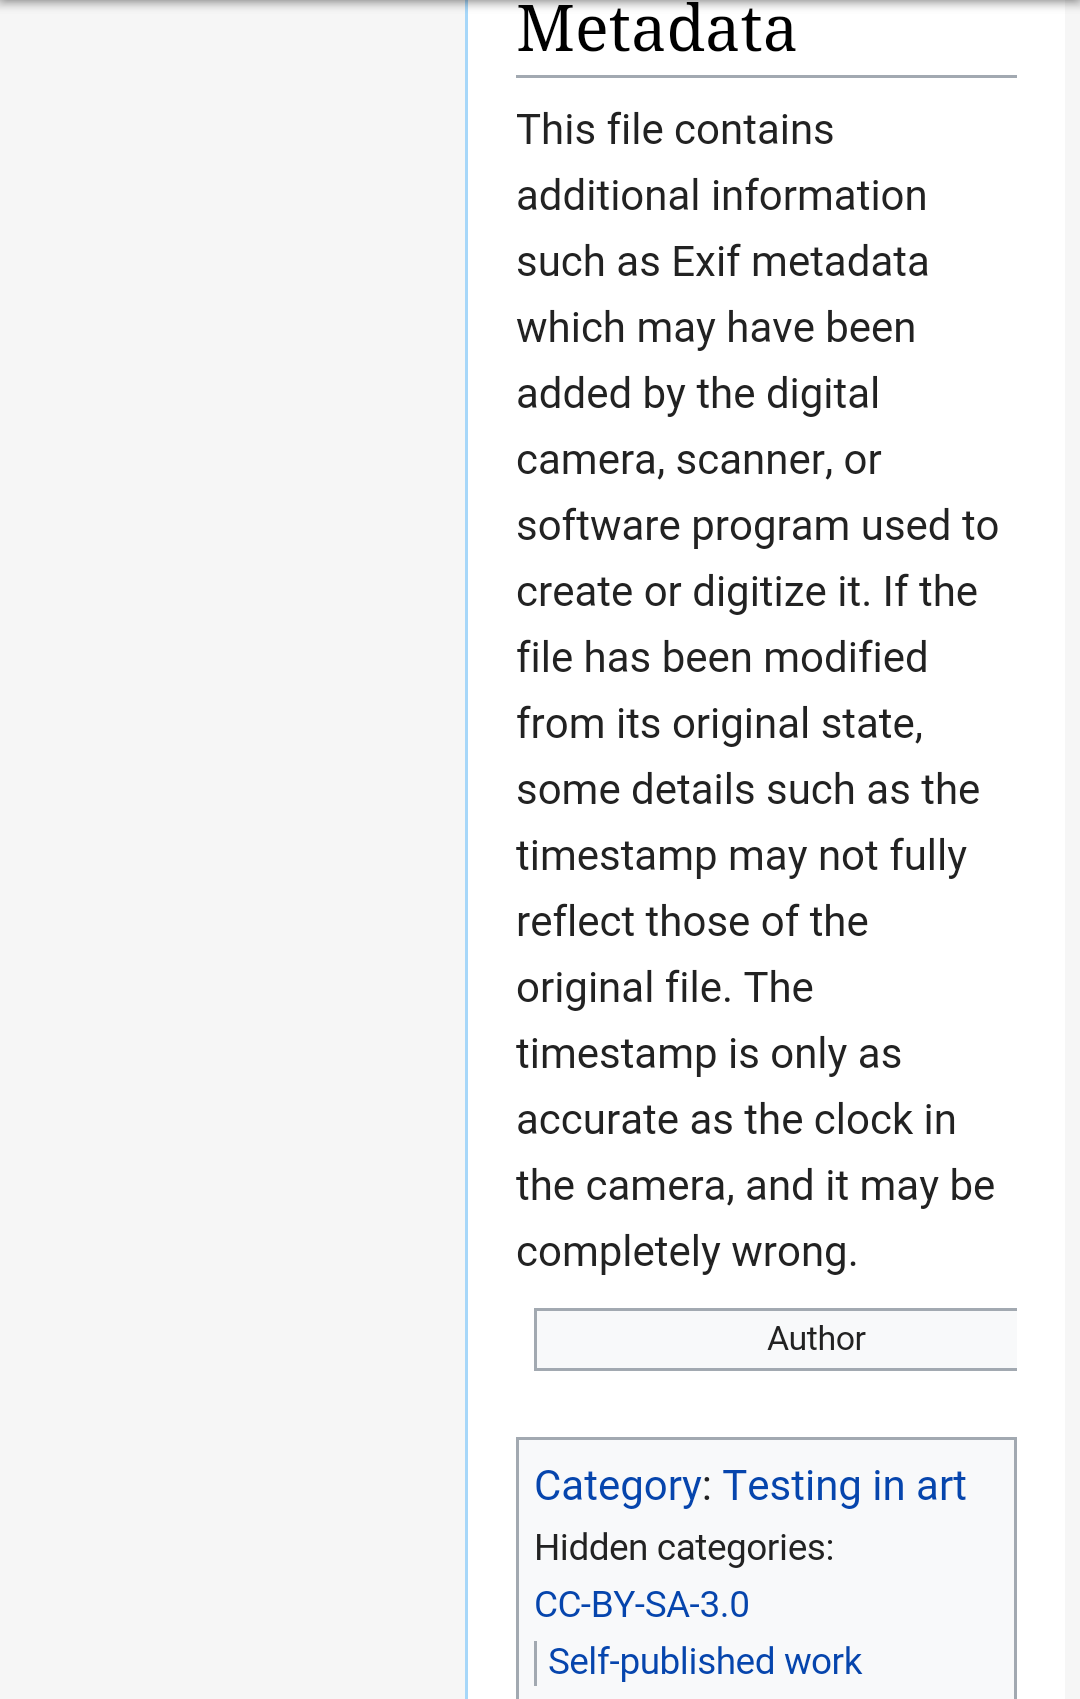 Metadata
This file contains
additional information
such as Exif metadata
which may have been
added by the digital
camera, scanner, or
software program used to
create or digitize it. If the
file has been modified
from its original state,
some details such as the
timestamp may not fully
reflect those of the
original file. The
timestamp is only as
accurate as the clock in
the camera, and it may be
completely wrong.
Author
Category: Testing in art
Hidden categories:
CC-BY-SA-3.0
Self-published work